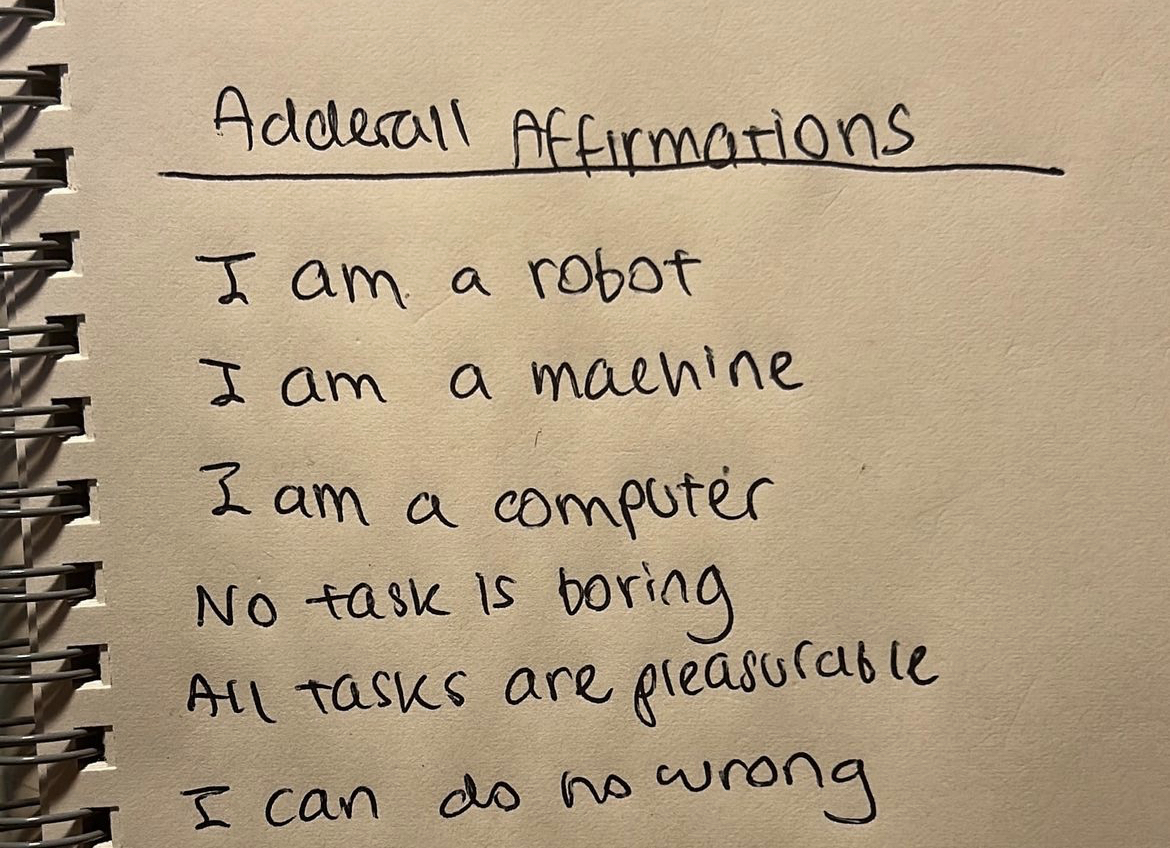 Adderall Affirmations
I am a robot
I am a machine
I am a computer
No task is boring
All tasks are pleasurable
I can do no wrong